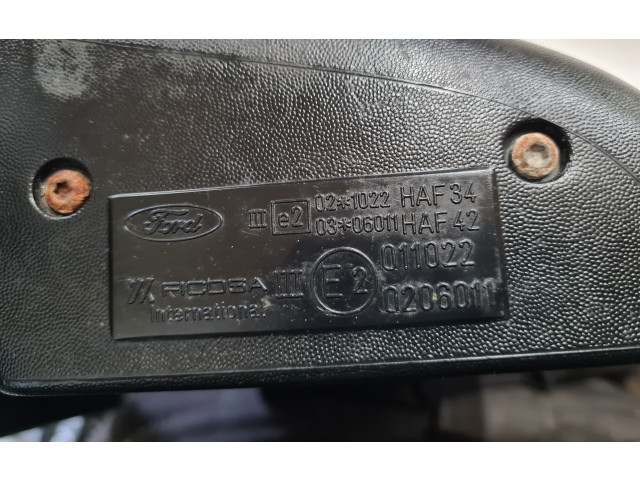 Ford III e2 02*1022 HAF 34
03*06011 HAF 42
RICOSA III E2 011022
International 0206011